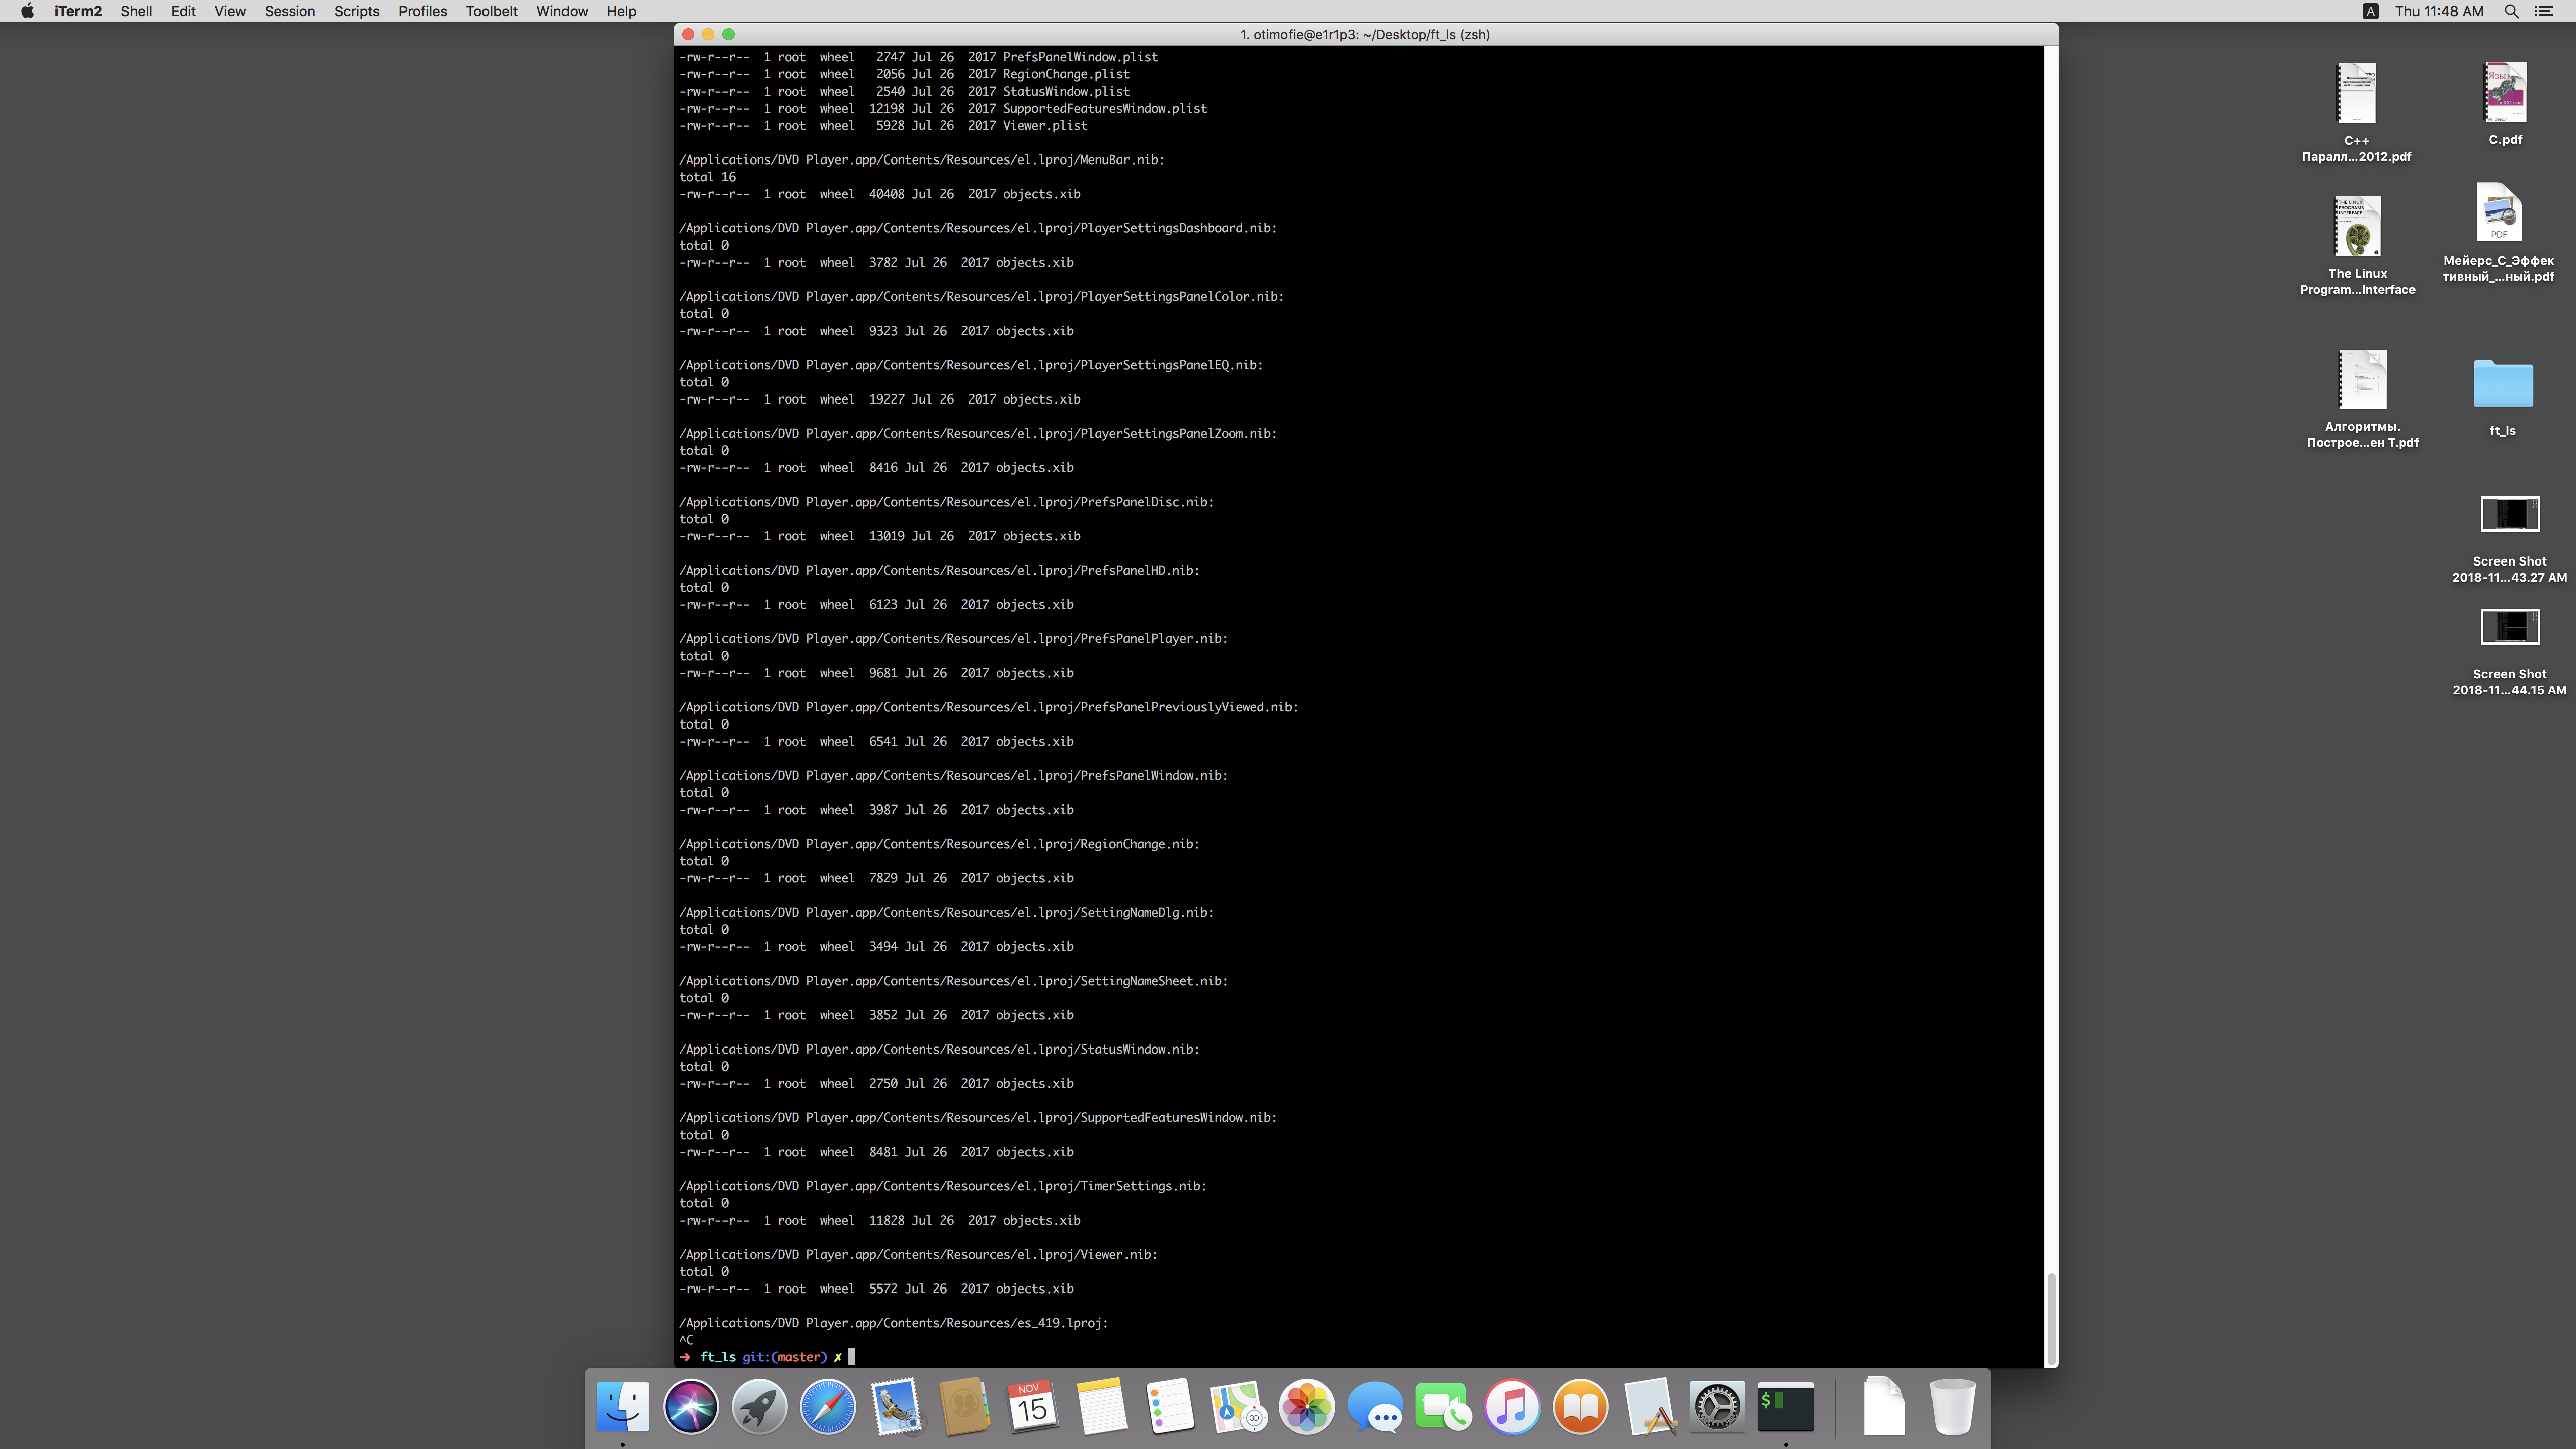 iTerm2 Shell Edit View Session Scripts Profiles Toolbelt Window Help
A Thu 11:48 AM
1. otimofie@e1r1p3: ~/Desktop/ft_ls (zsh)
-rw-r--r--  1 root  wheel   2747 Jul 26  2017 PrefsPanelWindow.plist
-rw-r--r--  1 root  wheel   2056 Jul 26  2017 RegionChange.plist
-rw-r--r--  1 root  wheel   2540 Jul 26  2017 StatusWindow.plist
-rw-r--r--  1 root  wheel  12198 Jul 26  2017 SupportedFeaturesWindow.plist
-rw-r--r--  1 root  wheel   5928 Jul 26  2017 Viewer.plist
/Applications/DVD Player.app/Contents/Resources/el.lproj/MenuBar.nib:
total 16
-rw-r--r--  1 root  wheel  40408 Jul 26  2017 objects.xib
/Applications/DVD Player.app/Contents/Resources/el.lproj/PlayerSettingsDashboard.nib:
total 0
-rw-r--r--  1 root  wheel  3782 Jul 26  2017 objects.xib
/Applications/DVD Player.app/Contents/Resources/el.lproj/PlayerSettingsPanelColor.nib:
total 0
-rw-r--r--  1 root  wheel  9323 Jul 26  2017 objects.xib
/Applications/DVD Player.app/Contents/Resources/el.lproj/PlayerSettingsPanelEQ.nib:
total 0
-rw-r--r--  1 root  wheel  19227 Jul 26  2017 objects.xib
/Applications/DVD Player.app/Contents/Resources/el.lproj/PlayerSettingsPanelZoom.nib:
total 0
-rw-r--r--  1 root  wheel  8416 Jul 26  2017 objects.xib
/Applications/DVD Player.app/Contents/Resources/el.lproj/PrefsPanelDisc.nib:
total 0
-rw-r--r--  1 root  wheel  13019 Jul 26  2017 objects.xib
/Applications/DVD Player.app/Contents/Resources/el.lproj/PrefsPanelHD.nib:
total 0
-rw-r--r--  1 root  wheel  6123 Jul 26  2017 objects.xib
/Applications/DVD Player.app/Contents/Resources/el.lproj/PrefsPanelPlayer.nib:
total 0
-rw-r--r--  1 root  wheel  9681 Jul 26  2017 objects.xib
/Applications/DVD Player.app/Contents/Resources/el.lproj/PrefsPanelPreviouslyViewed.nib:
total 0
-rw-r--r--  1 root  wheel  6541 Jul 26  2017 objects.xib
/Applications/DVD Player.app/Contents/Resources/el.lproj/PrefsPanelWindow.nib:
total 0
-rw-r--r--  1 root  wheel  3987 Jul 26  2017 objects.xib
/Applications/DVD Player.app/Contents/Resources/el.lproj/RegionChange.nib:
total 0
-rw-r--r--  1 root  wheel  7829 Jul 26  2017 objects.xib
/Applications/DVD Player.app/Contents/Resources/el.lproj/SettingNameDlg.nib:
total 0
-rw-r--r--  1 root  wheel  3494 Jul 26  2017 objects.xib
/Applications/DVD Player.app/Contents/Resources/el.lproj/SettingNameSheet.nib:
total 0
-rw-r--r--  1 root  wheel  3852 Jul 26  2017 objects.xib
/Applications/DVD Player.app/Contents/Resources/el.lproj/StatusWindow.nib:
total 0
-rw-r--r--  1 root  wheel  2750 Jul 26  2017 objects.xib
/Applications/DVD Player.app/Contents/Resources/el.lproj/SupportedFeaturesWindow.nib:
total 0
-rw-r--r--  1 root  wheel  8481 Jul 26  2017 objects.xib
/Applications/DVD Player.app/Contents/Resources/el.lproj/TimerSettings.nib:
total 0
-rw-r--r--  1 root  wheel  11828 Jul 26  2017 objects.xib
/Applications/DVD Player.app/Contents/Resources/el.lproj/Viewer.nib:
total 0
-rw-r--r--  1 root  wheel  5572 Jul 26  2017 objects.xib
/Applications/DVD Player.app/Contents/Resources/es_419.lproj:
^C
➜  ft_ls git:(master) ✗
C++
Паралл...2012.pdf
Язык
C.pdf
THE LINUX
PROGRAMMING
INTERFACE
The Linux
Program...Interface
PDF
Мейерс_С_Эффек
тивный_...ный.pdf
Алгоритмы.
Построе...ен Т.pdf
ft_ls
Screen Shot
2018-11...43.27 AM
Screen Shot
2018-11...44.15 AM
NOV
15
3D
$